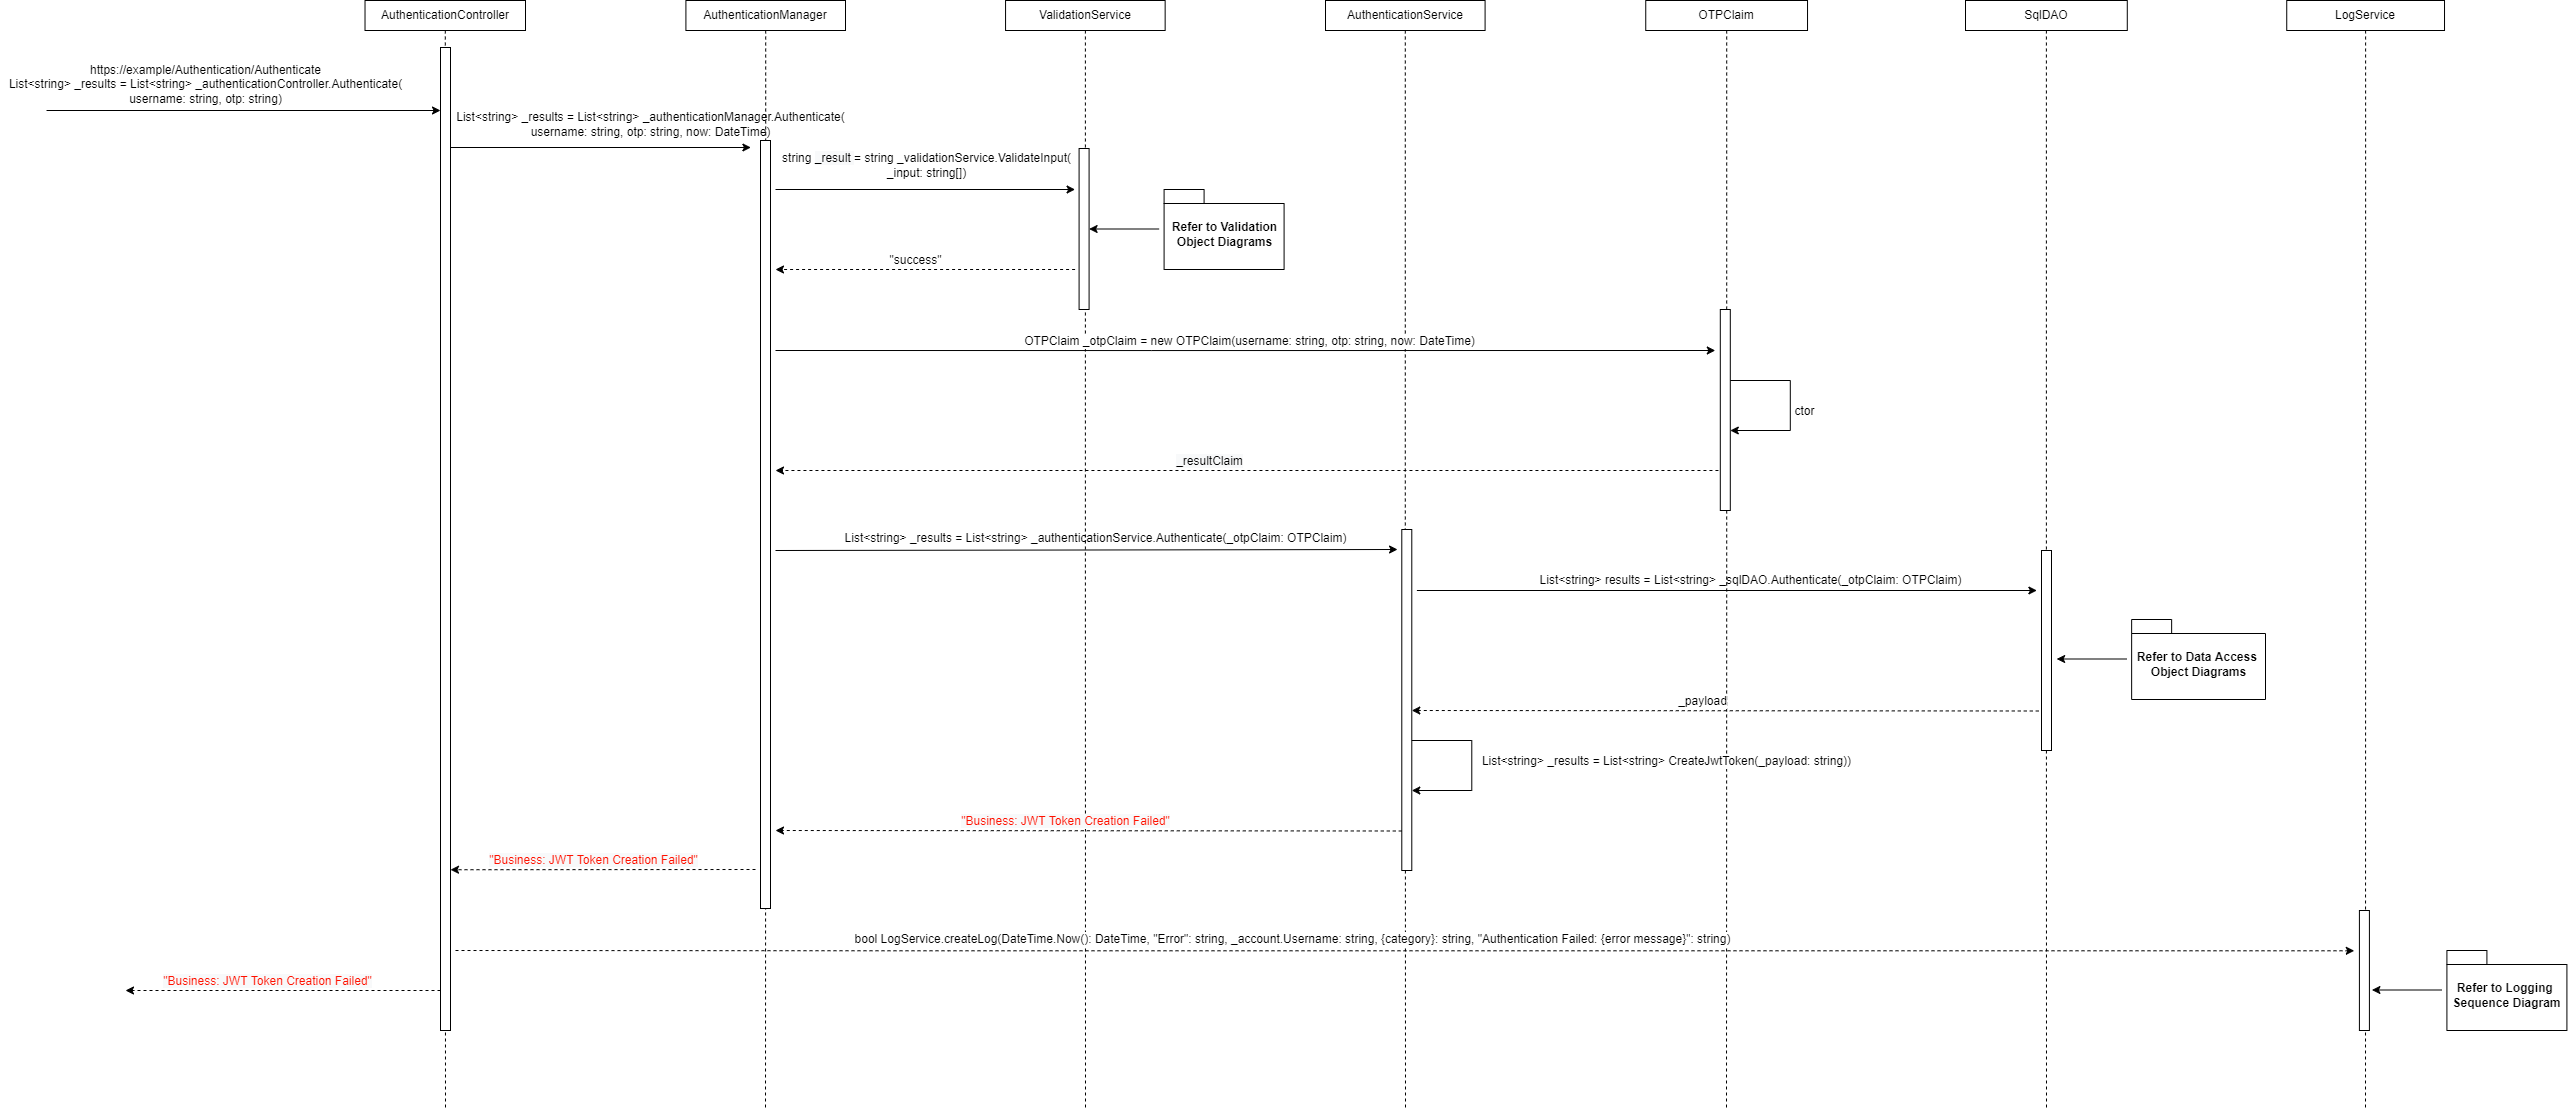 AuthenticationController
AuthenticationManager
ValidationService
AuthenticationService
OTPClaim
SqlDAO
LogService
https://example/Authentication/Authenticate
List<string> _results = List<string> _authenticationController.Authenticate(
username: string, otp: string)
List<string> _results = List<string> _authenticationManager.Authenticate(
username: string, otp: string, now: DateTime)
string _result = string _validationService.ValidateInput(
_input: string[])
Refer to Validation
Object Diagrams
"success"
OTPClaim _otpClaim = new OTPClaim(username: string, otp: string, now: DateTime)
ctor
_resultClaim
List<string> _results = List<string> _authenticationService.Authenticate(_otpClaim: OTPClaim)
List<string> results = List<string> _sqlDAO.Authenticate(_otpClaim: OTPClaim)
Refer to Data Access
Object Diagrams
_payload
List<string> _results = List<string> CreateJwtToken(_payload: string))
"Business: JWT Token Creation Failed"
"Business: JWT Token Creation Failed"
bool LogService.createLog(DateTime.Now(): DateTime, "Error": string, _account.Username: string, {category}: string, "Authentication Failed: {error message}": string)
"Business: JWT Token Creation Failed"
Refer to Logging
Sequence Diagram